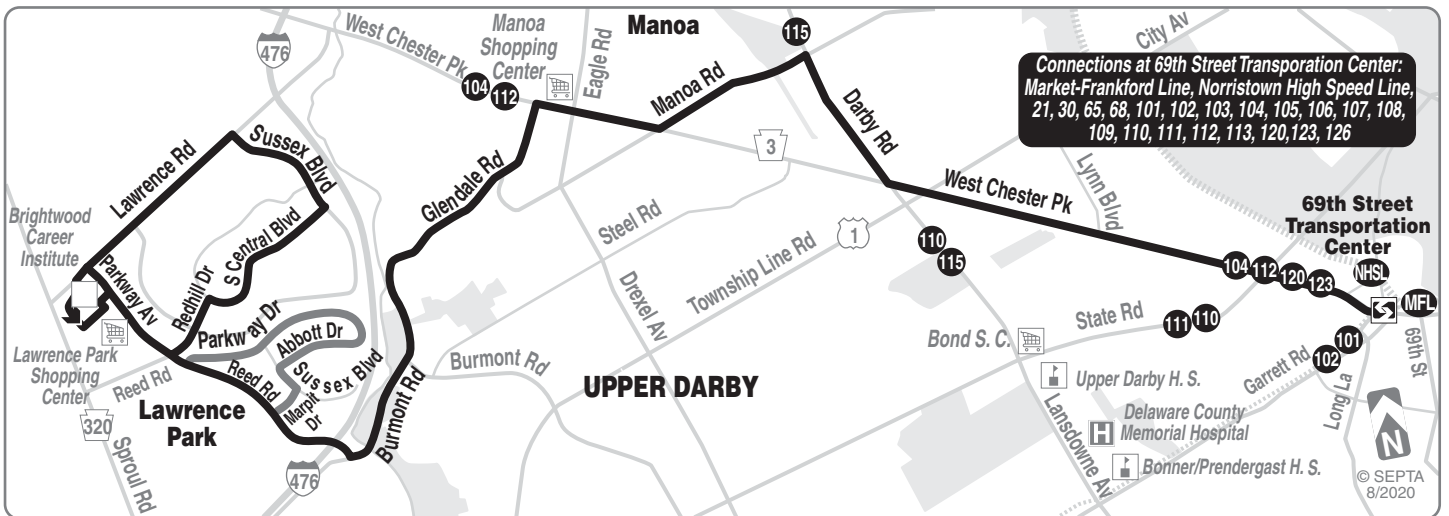 476
West Chester Pk
Manoa
Shopping
Center
Eagle Rd
Manoa
115
City Av
104
112
Manoa Rd
Darby Rd
Connections at 69th Street Transporation Center:
Market-Frankford Line, Norristown High Speed Line,
21, 30, 65, 68, 101, 102, 103, 104, 105, 106, 107, 108,
109, 110, 111, 112, 113, 120,123, 126
3
Lawrence Rd
Sussex Blvd
Glendale Rd
West Chester Pk
Lynn Blvd
Brightwood
Career
Institute
S Central Blvd
Redhill Dr
Parkway Av
Steel Rd
1
Township Line Rd
110
115
69th Street
Transportation
Center
104
112
120
123
NHSL
MFL
Drexel Av
State Rd
111
110
101
102
69th St
Garrett Rd
Long La
Parkway Dr
Abbott Dr
Sussex Blvd
Lawrence Park
Shopping
Center
Reed Rd
Reed Rd
Marpit
Dr
Burmont Rd
Burmont Rd
Lawrence
Park
320
Sproul Rd
476
UPPER DARBY
Bond S. C.
Upper Darby H. S.
Lansdowne Av
H
Delaware County
Memorial Hospital
Bonner/Prendergast H. S.
N
© SEPTA
8/2020